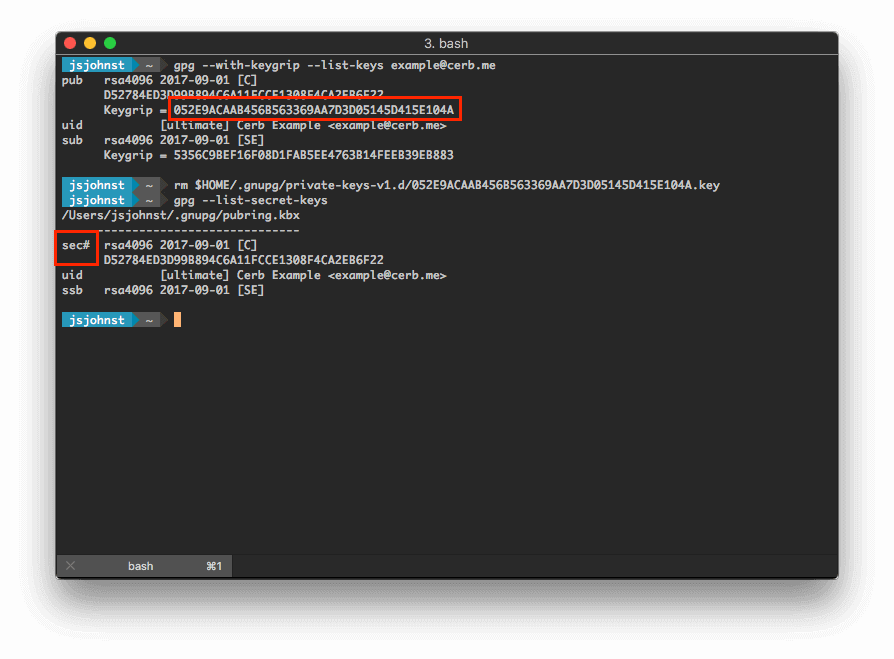 3. bash
jsjohnst ~ gpg --with-keygrip --list-keys example@cerb.me
pub rsa4096 2017-09-01 [C]
D52784ED3D99B894C6A11FCCE1308F4CA2EB6F22
Keygrip = 052E9ACAAB456B563369AA7D3D05145D415E104A
uid [ultimate] Cerb Example <example@cerb.me>
sub rsa4096 2017-09-01 [SE]
Keygrip = 5356C9BEF16F08D1FAB5EE4763B14FEEB39EB883
jsjohnst ~ rm $HOME/.gnupg/private-keys-v1.d/052E9ACAAB456B563369AA7D3D05145D415E104A.key
jsjohnst ~ gpg --list-secret-keys
/Users/jsjohnst/.gnupg/pubring.kbx
----------------------------------
sec# rsa4096 2017-09-01 [C]
D52784ED3D99B894C6A11FCCE1308F4CA2EB6F22
uid [ultimate] Cerb Example <example@cerb.me>
ssb rsa4096 2017-09-01 [SE]
jsjohnst ~
bash ⌘1